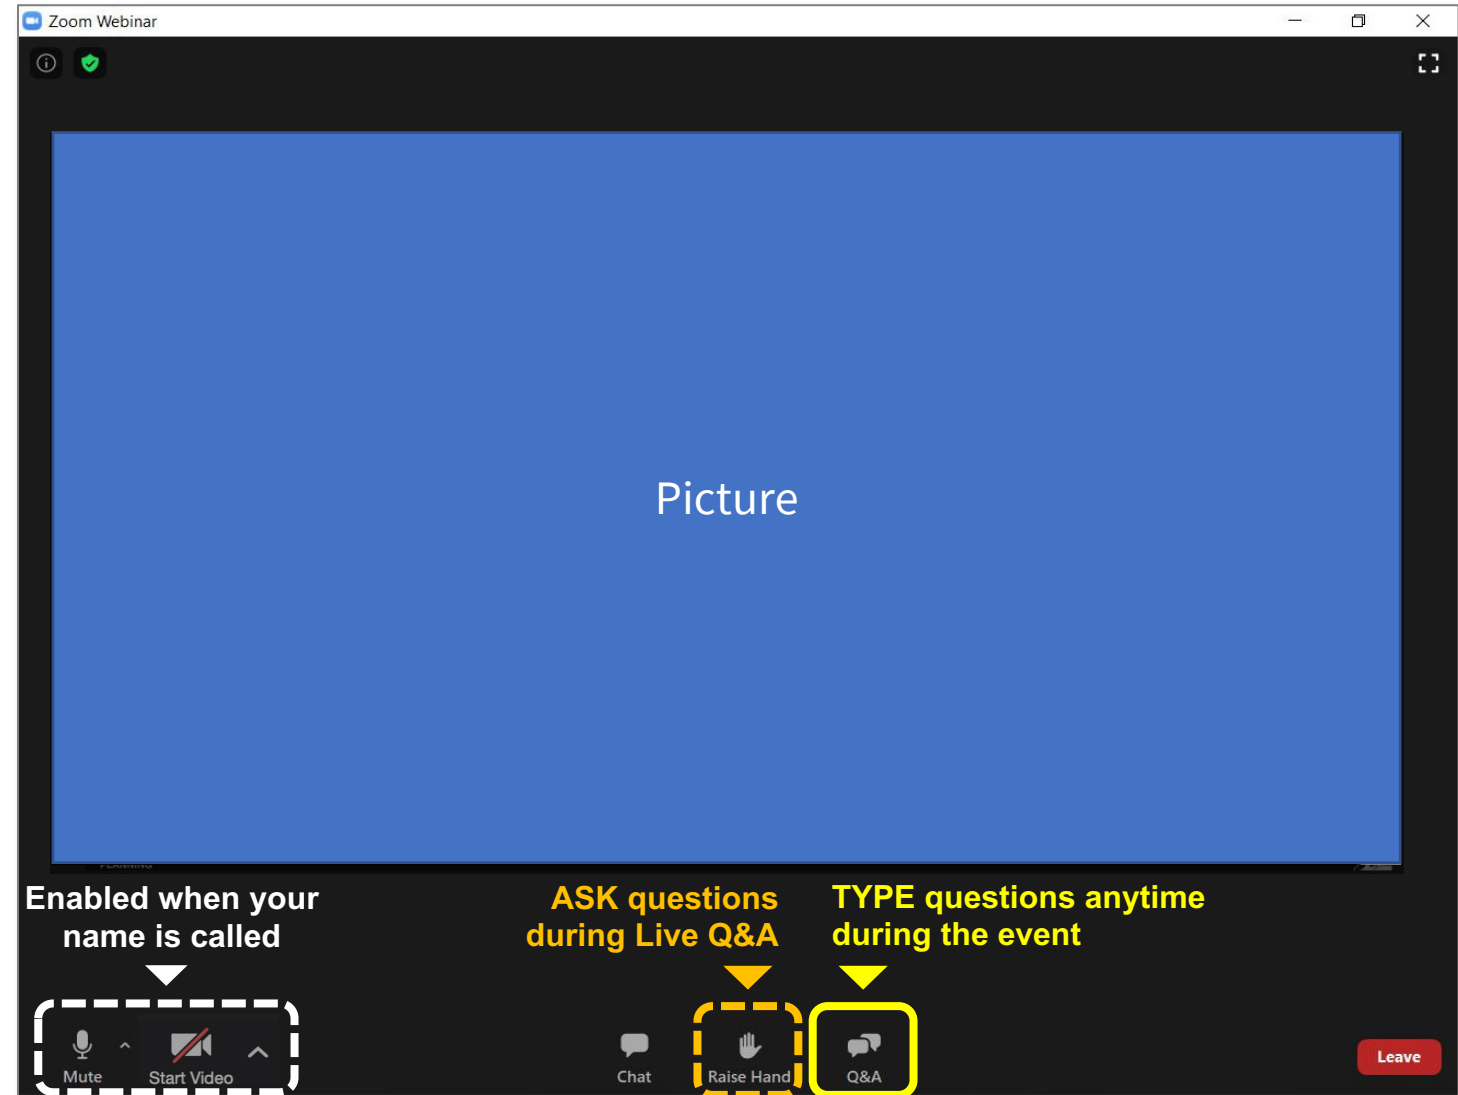 Zoom Webinar
Picture
PLANNING
Enabled when your
name is called
ASK questions
during Live Q&A
TYPE questions anytime
during the event
Mute
Start Video
Chat
Raise Hand
Q&A
Leave